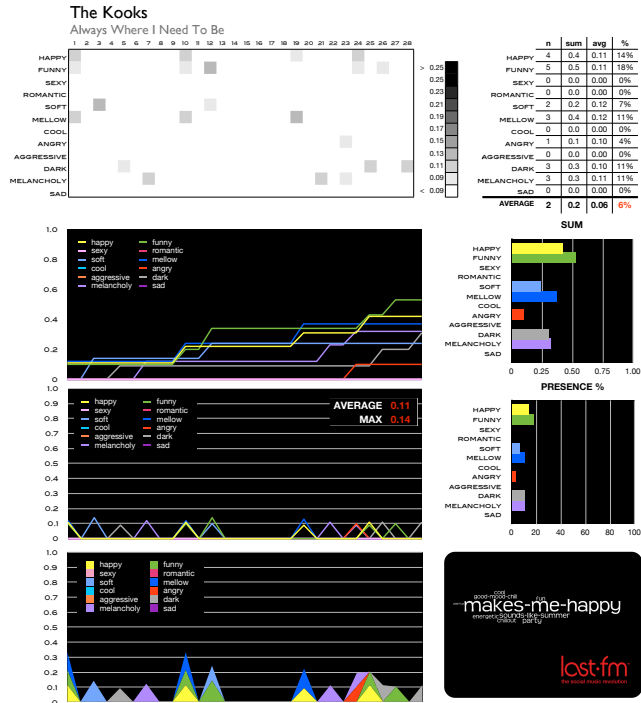 The Kooks
Always Where I Need To Be
1 2 3 4 5 6 7 8 9 10 11 12 13 14 15 16 17 18 19 20 21 22 23 24 25 26 27 28
HAPPY
FUNNY
SEXY
ROMANTIC
SOFT
MELLOW
COOL
ANGRY
AGGRESSIVE
DARK
MELANCHOLY
SAD
> 0.25
0.25
0.23
0.21
0.19
0.17
0.15
0.13
0.11
0.09
< 0.09
n sum avg %
HAPPY 4 0.4 0.11 14%
FUNNY 5 0.5 0.11 18%
SEXY 0 0.0 0.00 0%
ROMANTIC 0 0.0 0.00 0%
SOFT 2 0.2 0.12 7%
MELLOW 3 0.4 0.12 11%
COOL 0 0.0 0.00 0%
ANGRY 1 0.1 0.10 4%
AGGRESSIVE 0 0.0 0.00 0%
DARK 3 0.3 0.10 11%
MELANCHOLY 3 0.3 0.11 11%
SAD 0 0.0 0.00 0%
AVERAGE 2 0.2 0.06 6%
1.0
0.8
0.6
0.4
0.2
0
happy funny
sexy romantic
soft mellow
cool angry
aggressive dark
melancholy sad
SUM
HAPPY
FUNNY
SEXY
ROMANTIC
SOFT
MELLOW
COOL
ANGRY
AGGRESSIVE
DARK
MELANCHOLY
SAD
0 0.25 0.50 0.75 1.00
1.0
0.9
0.8
0.7
0.6
0.5
0.4
0.3
0.2
0.1
0
happy funny
sexy romantic
soft mellow
cool angry
aggressive dark
melancholy sad
AVERAGE 0.11
MAX 0.14
PRESENCE %
HAPPY
FUNNY
SEXY
ROMANTIC
SOFT
MELLOW
COOL
ANGRY
AGGRESSIVE
DARK
MELANCHOLY
SAD
0 20 40 60 80 100
1.0
0.9
0.8
0.7
0.6
0.5
0.4
0.3
0.2
0.1
0
happy funny
sexy romantic
soft mellow
cool angry
aggressive dark
melancholy sad
cool
good-mood-chill fun
makes-me-happy
energetic sounds-like-summer
chillout party
lost·fm
the social music revolution